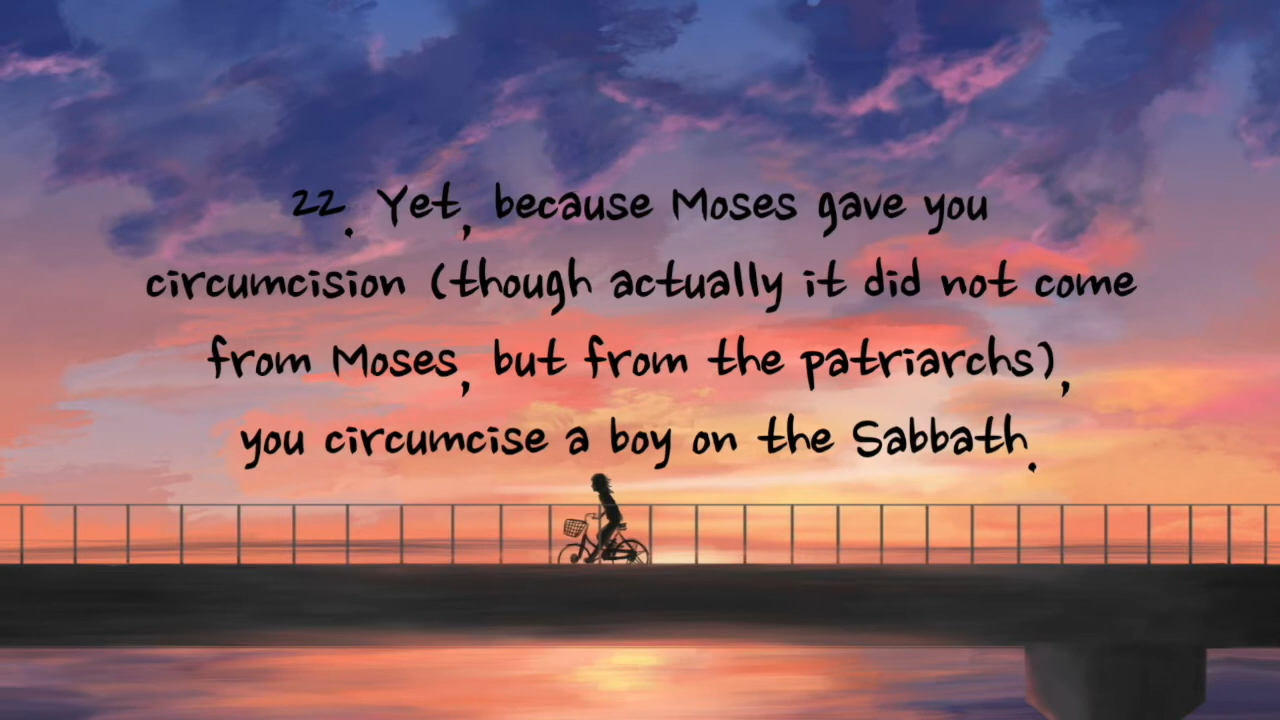 22. Yet, because Moses gave you
circumcision (though actually it did not come
from Moses, but from the patriarchs),
you circumcise a boy on the Sabbath.